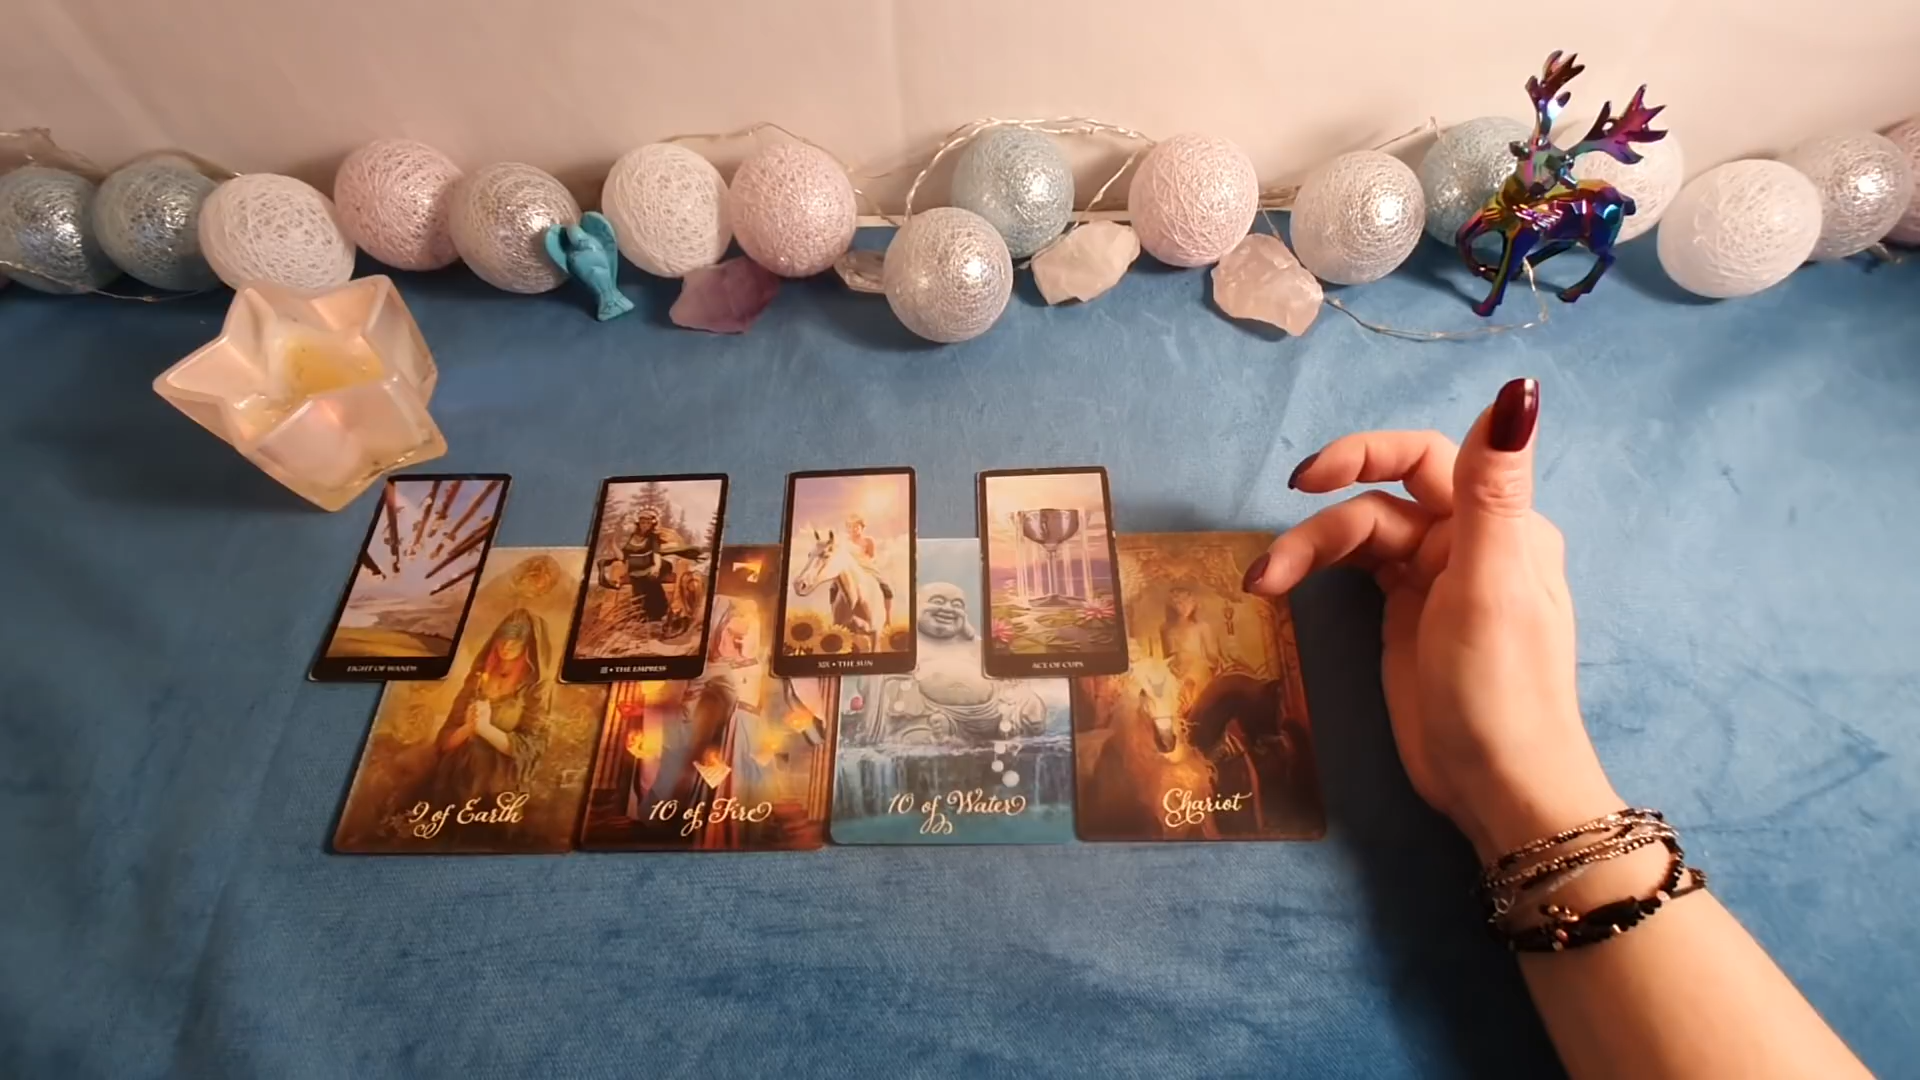 EIGHT OF WANDS
III • THE EMPRESS
XIX • THE SUN
ACE OF CUPS
9 of Earth
10 of Fire
10 of Water
Chariot